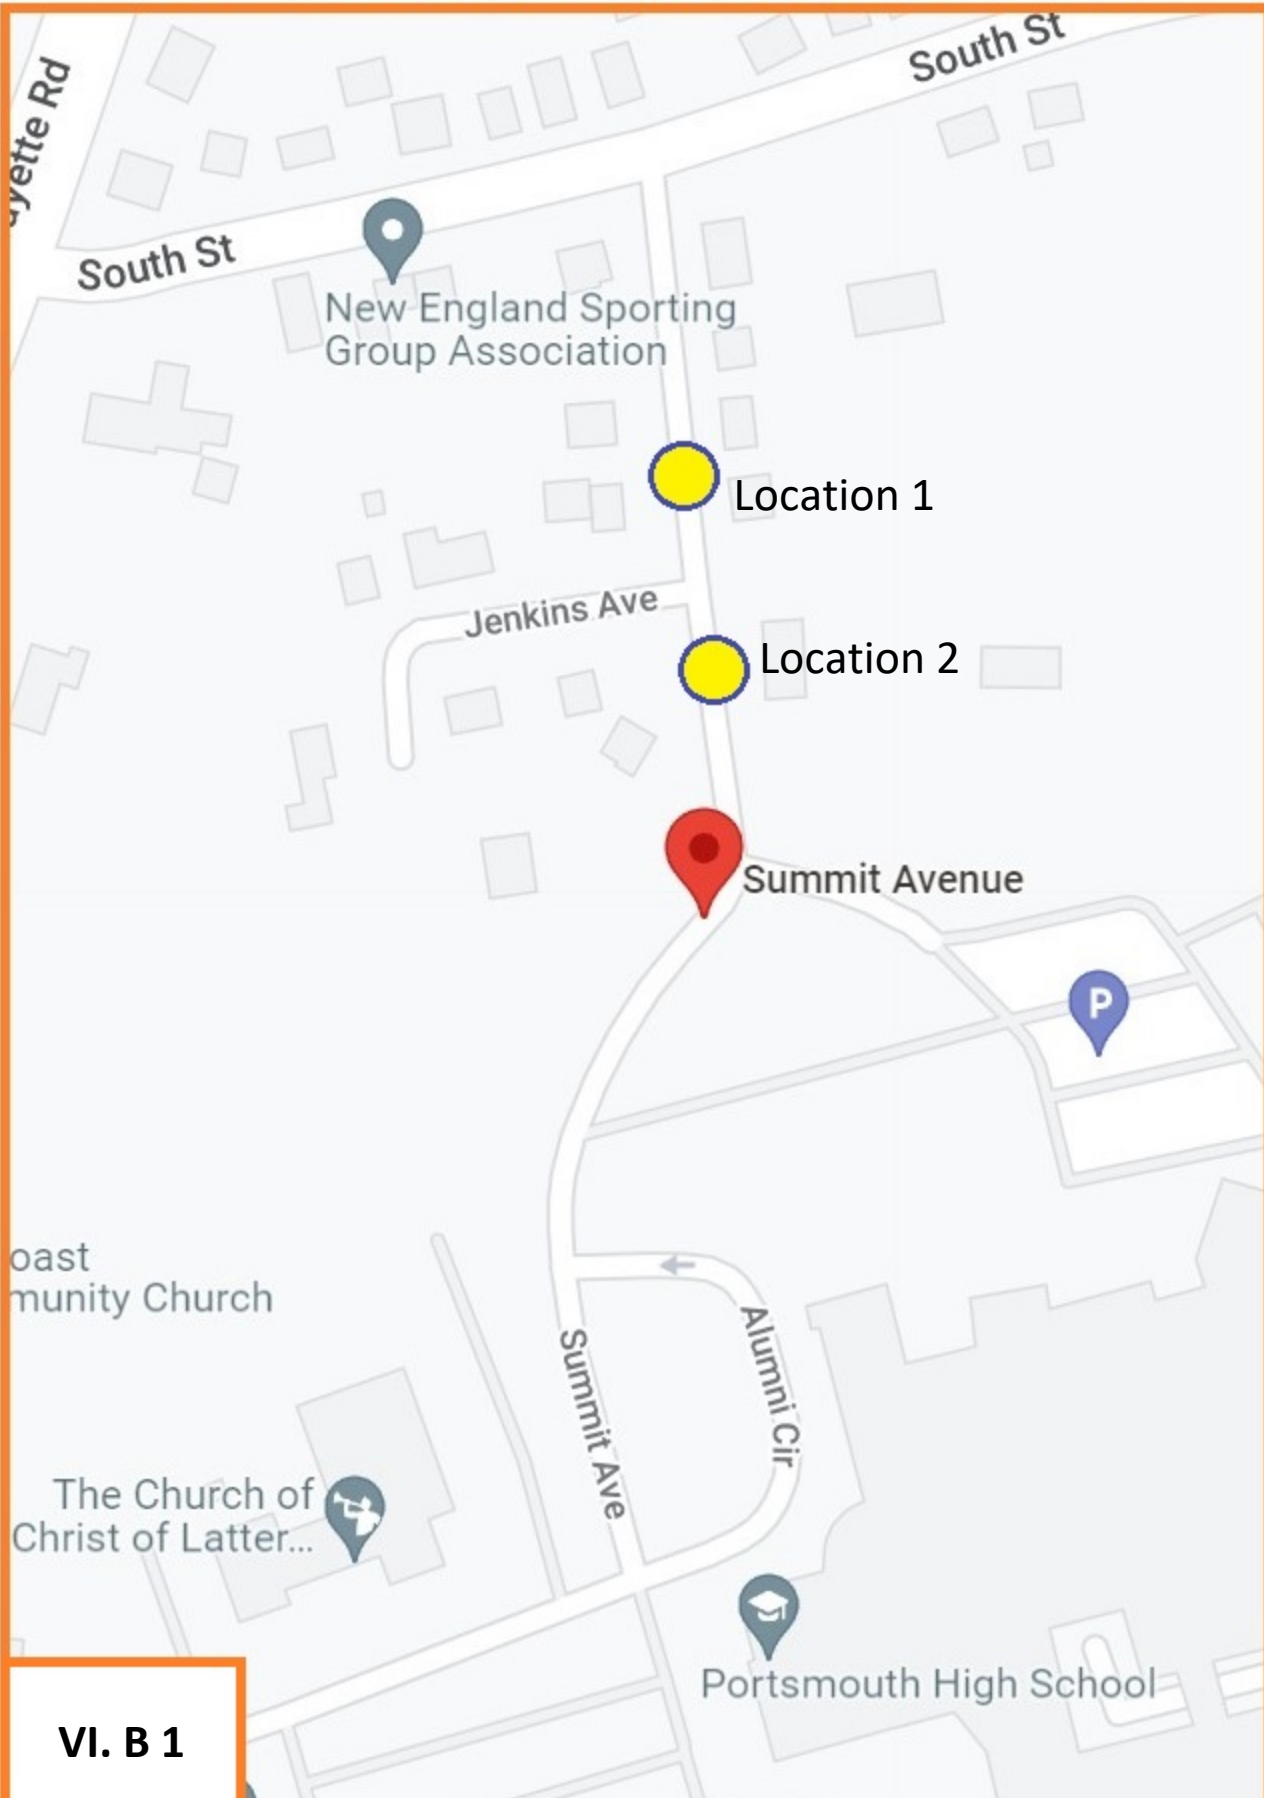 South St
yette Rd
South St
New England Sporting
Group Association
Location 1
Jenkins Ave
Location 2
Summit Avenue
P
oast
munity Church
Summit Ave
Alumni Cir
The Church of
Christ of Latter...
Portsmouth High School
VI. B 1